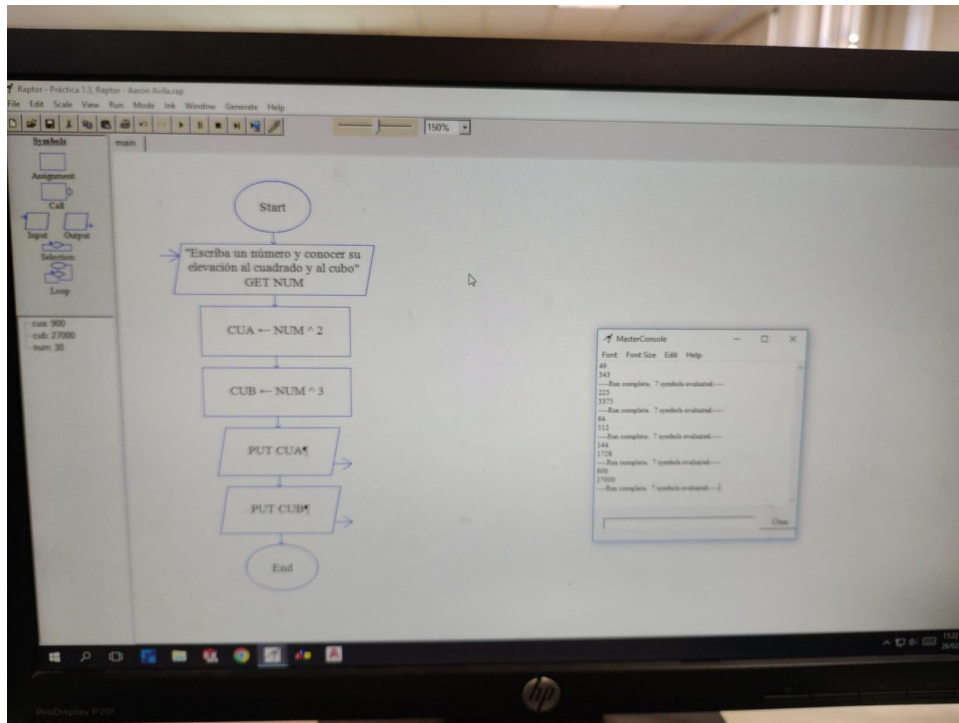 Raptor - Práctica 1.3, Raptor - Aarón Avila.rap
File Edit Scale View Run Mode Ink Window Generate Help
150%
Symbols
main
Assignment
Call
Input Output
Selection
Loop
cua: 900
cub: 27000
num: 30
Start
"Escriba un número y conocer su
elevación al cuadrado y al cubo"
GET NUM
CUA ← NUM ^ 2
CUB ← NUM ^ 3
PUT CUA¶
PUT CUB¶
End
MasterConsole
Font Font Size Edit Help
49
343
----Run complete. 7 symbols evaluated.----
225
3375
----Run complete. 7 symbols evaluated.----
64
512
----Run complete. 7 symbols evaluated.----
144
1728
----Run complete. 7 symbols evaluated.----
900
27000
----Run complete. 7 symbols evaluated.----
Clear
hp
ProDisplay P201